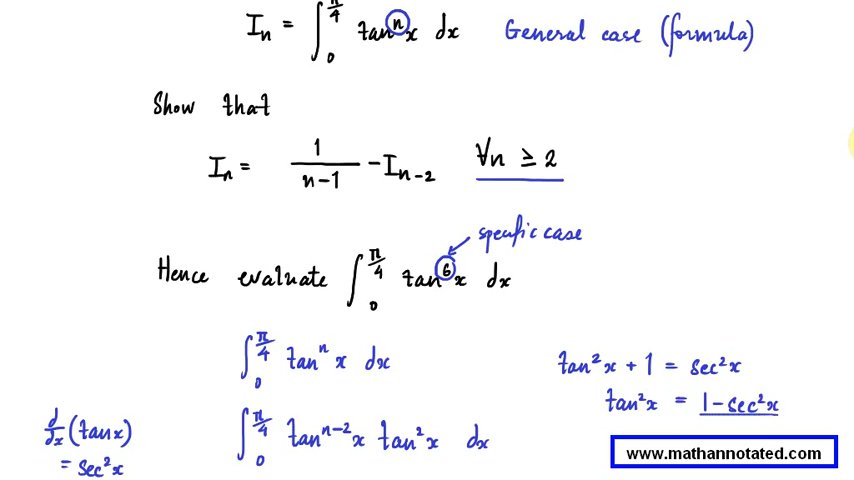 Iₙ = ∫₀^{π/4} tanⁿx dx General case (formula)
Show that
Iₙ = 1/(n-1) - Iₙ₋₂ ∀n ≥ 2
specific case
Hence evaluate ∫₀^{π/4} tan⁶x dx
∫₀^{π/4} tanⁿ x dx
tan²x + 1 = sec²x
tan²x = 1 - sec²x
d/dx (tanx)
= sec²x
∫₀^{π/4} tanⁿ⁻²x tan²x dx
www.mathannotated.com